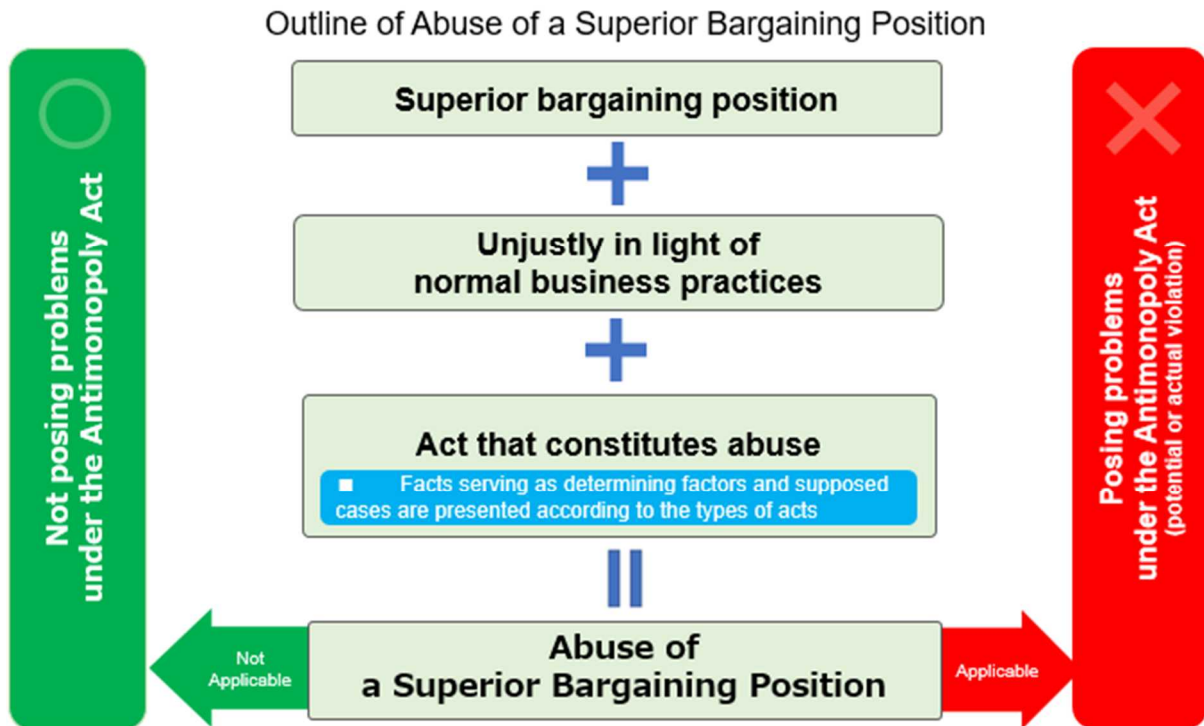 Outline of Abuse of a Superior Bargaining Position
Not posing problems
under the Antimonopoly Act
Superior bargaining position
Unjustly in light of
normal business practices
Act that constitutes abuse
■ Facts serving as determining factors and supposed
cases are presented according to the types of acts
Abuse of
a Superior Bargaining Position
Not
Applicable
Applicable
Posing problems
under the Antimonopoly Act
(potential or actual violation)